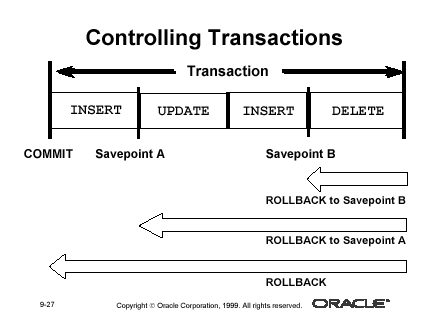 Controlling Transactions
Transaction
INSERT UPDATE INSERT DELETE
COMMIT Savepoint A Savepoint B
ROLLBACK to Savepoint B
ROLLBACK to Savepoint A
ROLLBACK
9-27 Copyright © Oracle Corporation, 1999. All rights reserved. ORACLE®